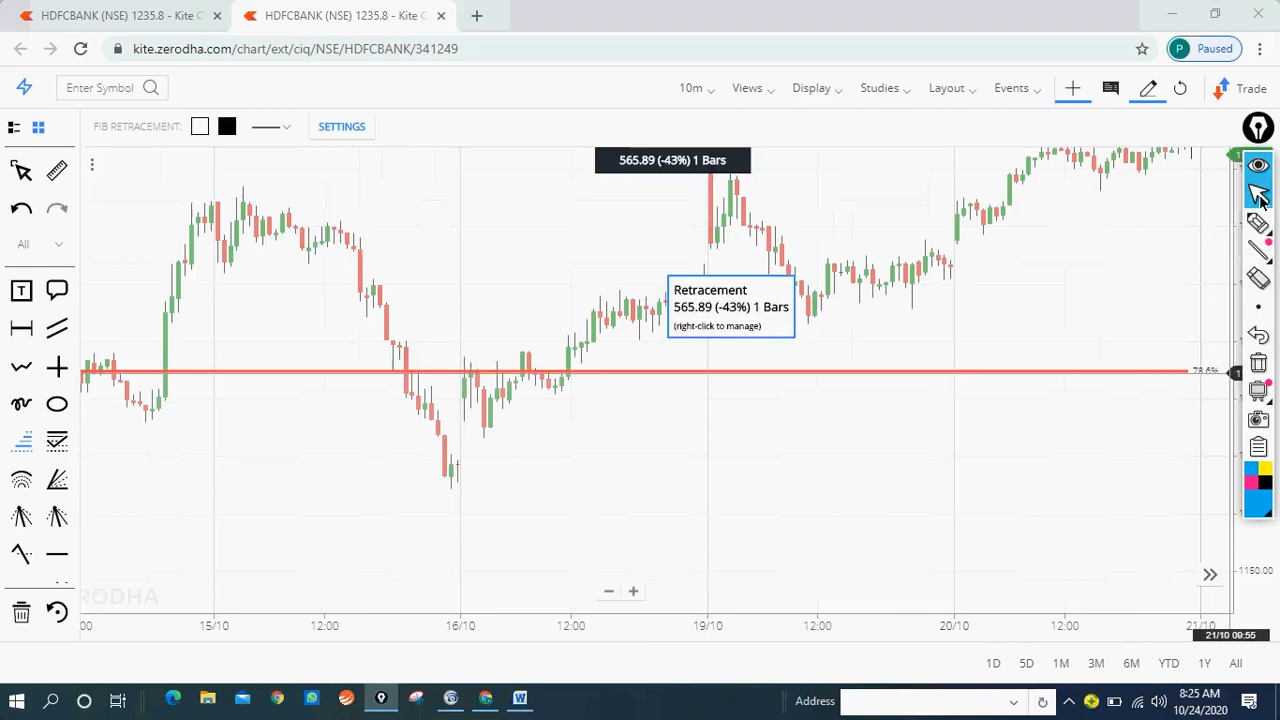 HDFCBANK (NSE) 1235.8 - Kite C
HDFCBANK (NSE) 1235.8 - Kite C
kite.zerodha.com/chart/ext/ciq/NSE/HDFCBANK/341249
P Paused
Enter Symbol
10m Views Display Studies Layout Events Trade
FIB RETRACEMENT: SETTINGS
565.89 (-43%) 1 Bars
All
T
Retracement
565.89 (-43%) 1 Bars
(right-click to manage)
78.6%
1150.00
15/10 12:00 16/10 12:00 19/10 12:00 20/10 12:00 21/10
21/10 09:55
1D 5D 1M 3M 6M YTD 1Y All
Address
8:25 AM
10/24/2020